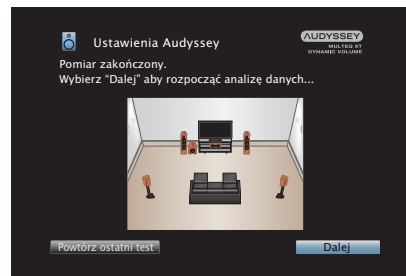 Ustawienia Audyssey
AUDYSSEY
MULTEQ XT
DYNAMIC VOLUME
Pomiar zakończony.
Wybierz “Dalej” aby rozpocząć analizę danych...
Powtórz ostatni test
Dalej